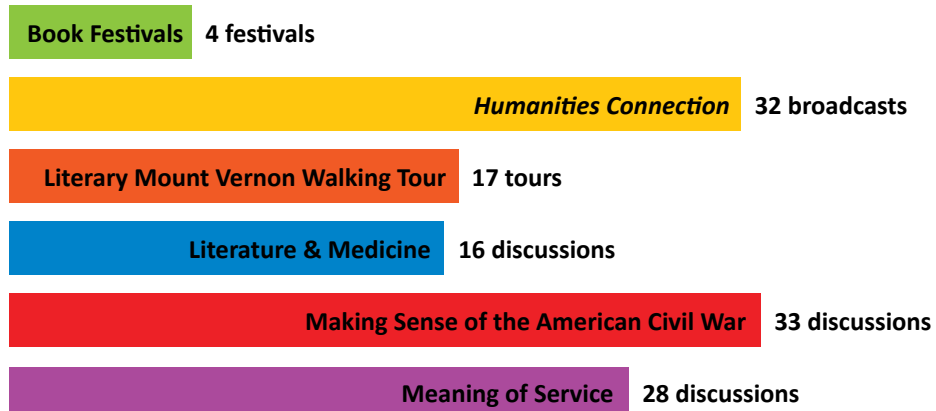 Book Festivals 4 festivals
Humanities Connection 32 broadcasts
Literary Mount Vernon Walking Tour 17 tours
Literature & Medicine 16 discussions
Making Sense of the American Civil War 33 discussions
Meaning of Service 28 discussions